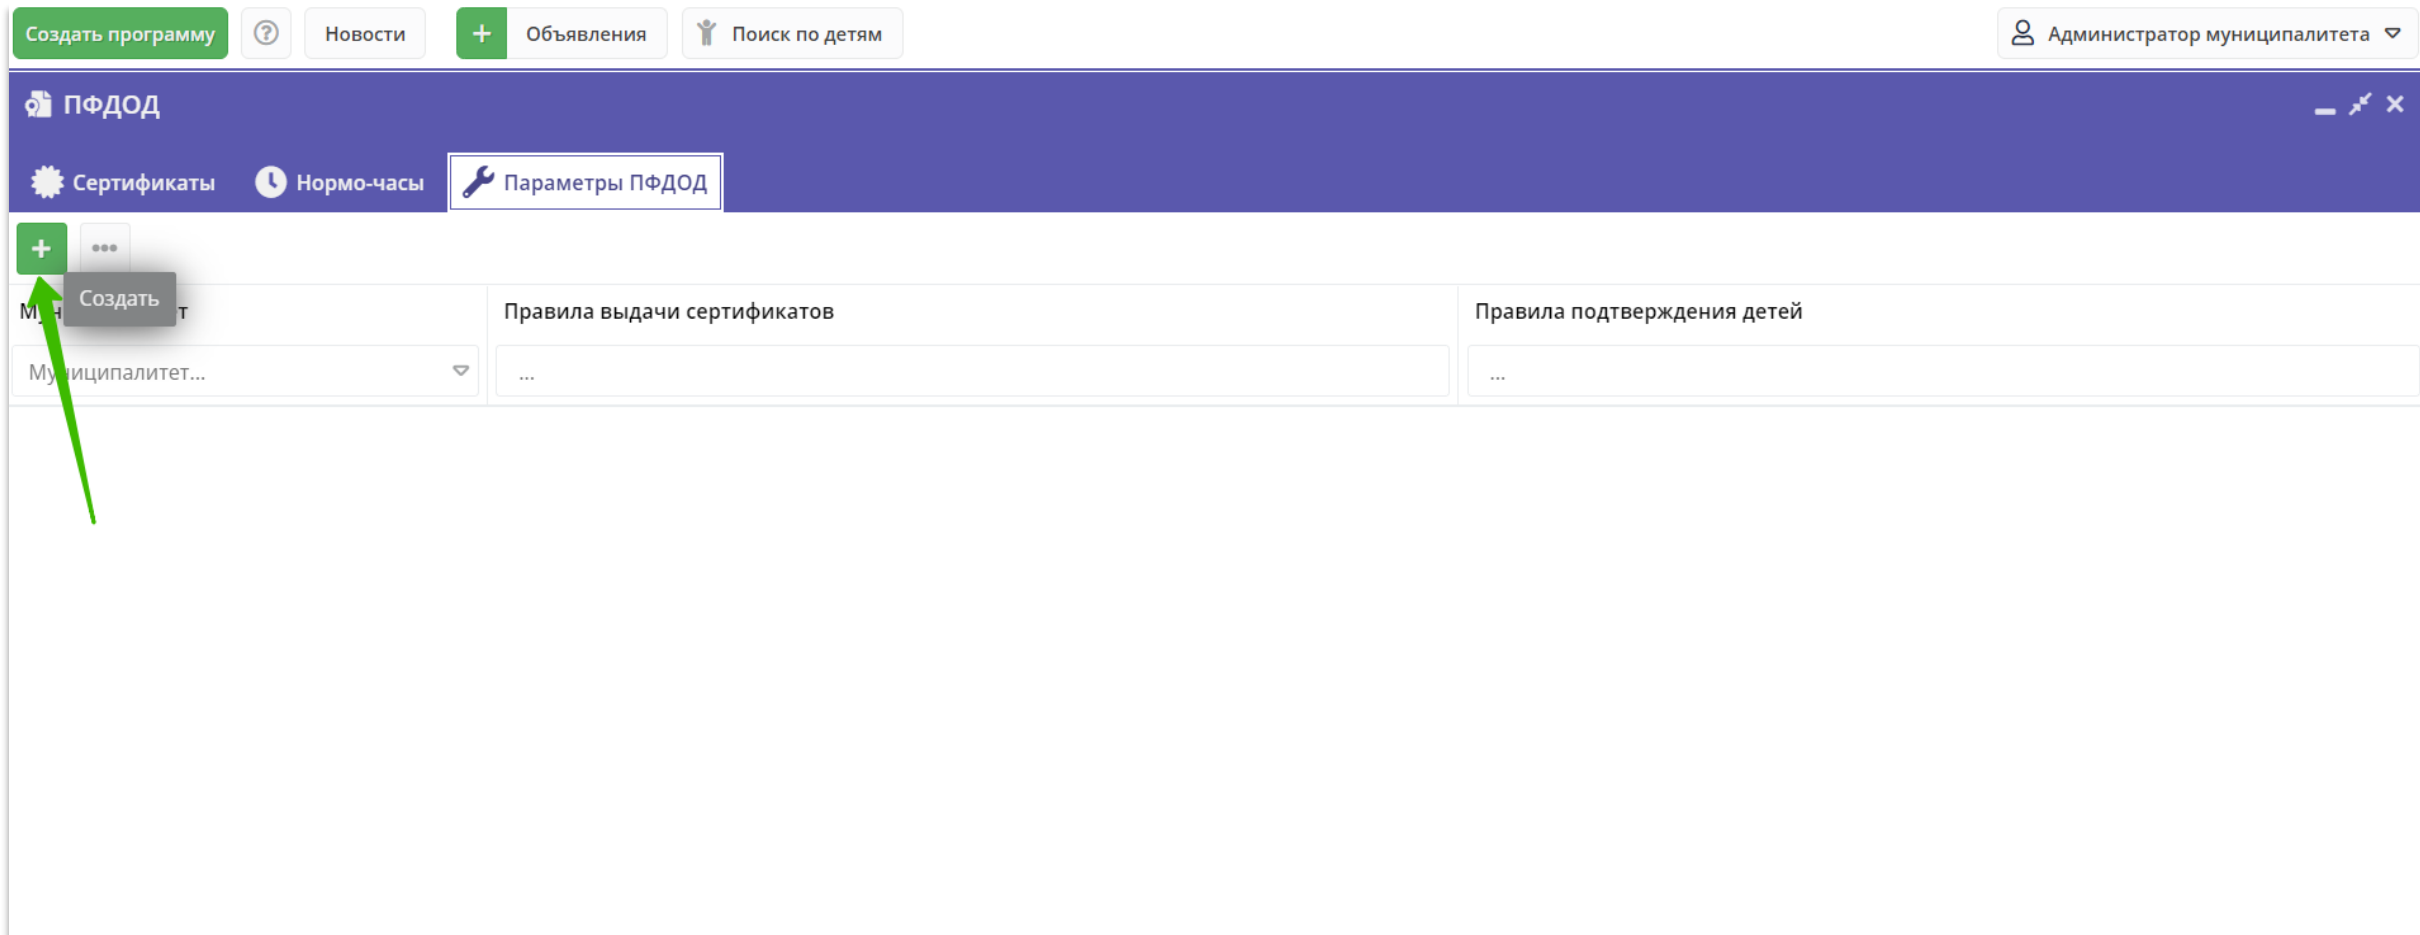 Создать программу
?
Новости
+ Объявления
Поиск по детям
Администратор муниципалитета
ПФДОД
Сертификаты
Нормо-часы
Параметры ПФДОД
+
Создать
Правила выдачи сертификатов
Правила подтверждения детей
Муниципалитет...
...
...